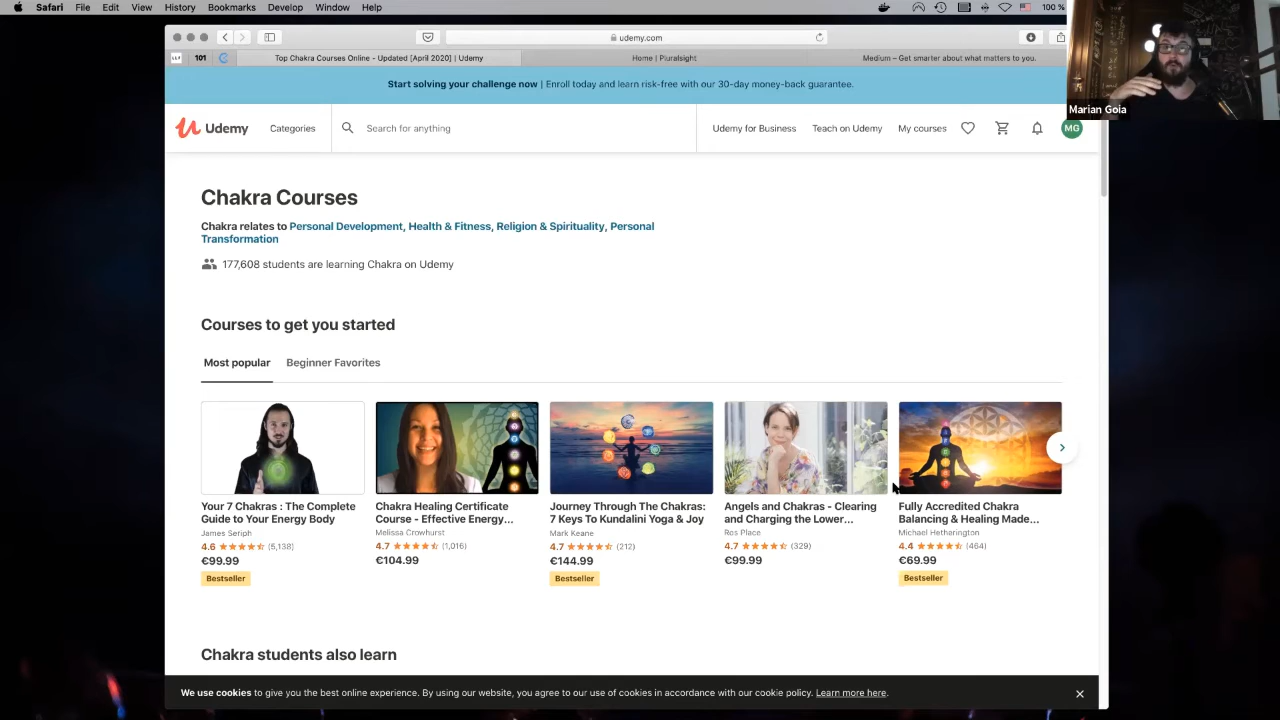 Safari File Edit View History Bookmarks Develop Window Help 100 %
udemy.com
101 Top Chakra Courses Online - Updated [April 2020] | Udemy Home | Pluralsight Medium – Get smarter about what matters to you.
Marian Goia
Start solving your challenge now | Enroll today and learn risk-free with our 30-day money-back guarantee.
Udemy Categories Search for anything Udemy for Business Teach on Udemy My courses MG
Chakra Courses
Chakra relates to Personal Development, Health & Fitness, Religion & Spirituality, Personal
Transformation
177,608 students are learning Chakra on Udemy
Courses to get you started
Most popular Beginner Favorites
Your 7 Chakras : The Complete
Guide to Your Energy Body
James Seriph
4.6 (5,138)
€99.99
Bestseller
Chakra Healing Certificate
Course - Effective Energy...
Melissa Crowhurst
4.7 (1,016)
€104.99
Journey Through The Chakras:
7 Keys To Kundalini Yoga & Joy
Mark Keane
4.7 (212)
€144.99
Bestseller
Angels and Chakras - Clearing
and Charging the Lower...
Ros Place
4.7 (329)
€99.99
Fully Accredited Chakra
Balancing & Healing Made...
Michael Hetherington
4.4 (464)
€69.99
Bestseller
Chakra students also learn
We use cookies to give you the best online experience. By using our website, you agree to our use of cookies in accordance with our cookie policy. Learn more here.